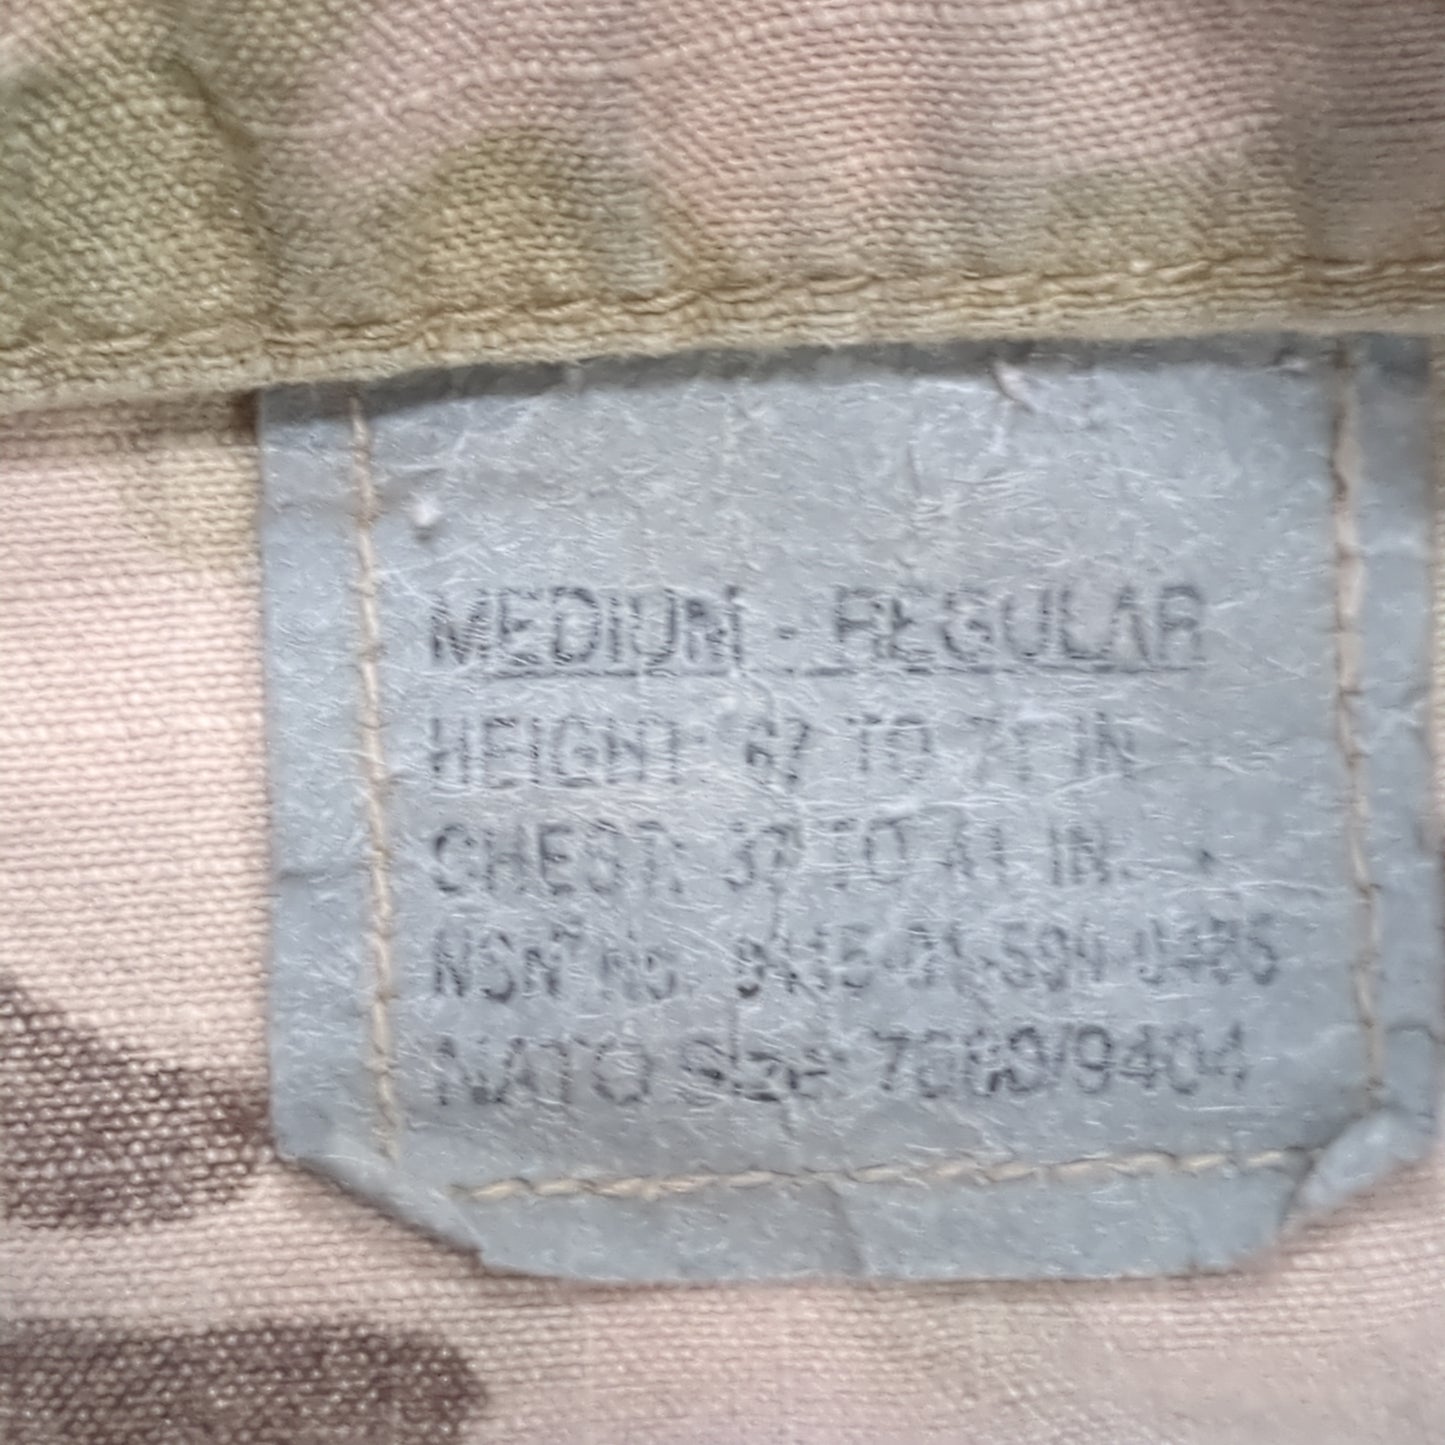 MEDIUM - REGULAR
HEIGHT: 67 TO 71 IN
CHEST: 37 TO 41 IN.
NSN No.
NATO Size